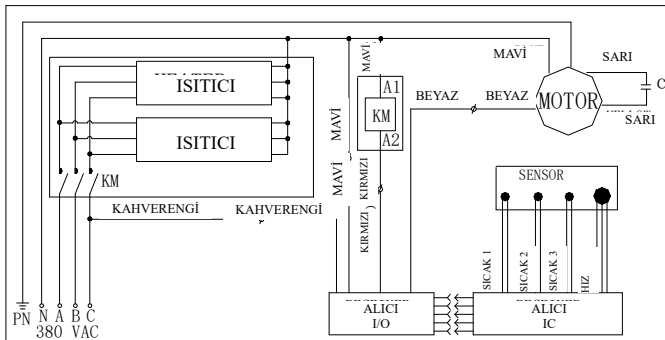 MAVİ
SARI
C
ISITICI
MAVİ
A1
KM
A2
BEYAZ
BEYAZ
MOTOR
SARI
ISITICI
MAVİ
MAVİ
KIRMIZI
KIRMIZI
KM
KAHVERENGİ
KAHVERENGİ
SENSOR
SICAK 1
SICAK 2
SICAK 3
HIZ
PN N A B C
380 VAC
ALICI
I/O
ALICI
IC